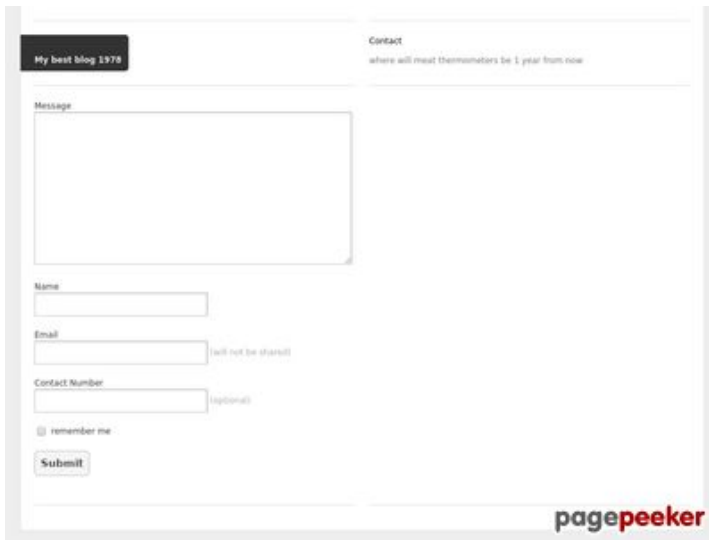 My best blog 1978
Contact
where will meat thermometers be 1 year from now
Message
Name
Email
(will not be shared)
Contact Number
(optional)
remember me
Submit
pagepeeker